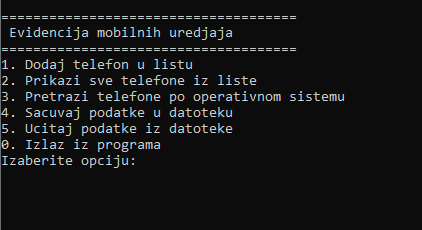 =====================================
Evidencija mobilnih uredjaja
=====================================
1. Dodaj telefon u listu
2. Prikazi sve telefone iz liste
3. Pretrazi telefone po operativnom sistemu
4. Sacuvaj podatke u datoteku
5. Ucitaj podatke iz datoteke
0. Izlaz iz programa
Izaberite opciju: